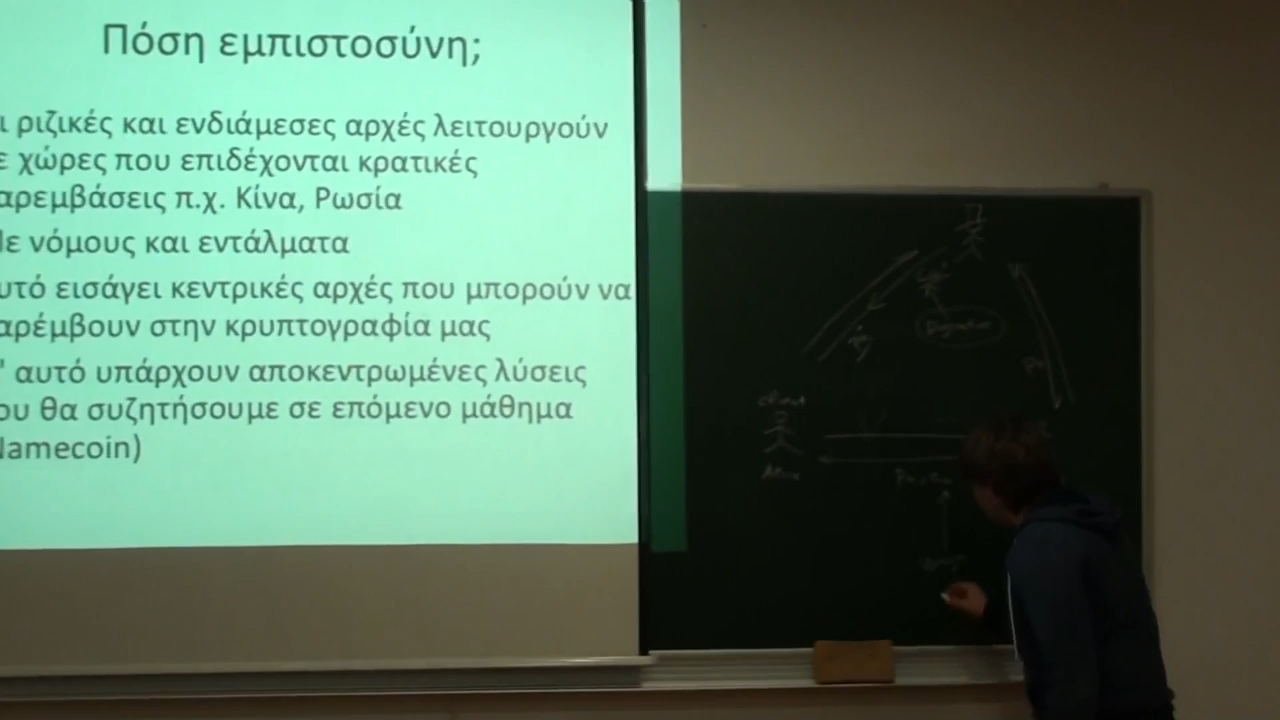 Πόση εμπιστοσύνη;
ι ριζικές και ενδιάμεσες αρχές λειτουργούν
ε χώρες που επιδέχονται κρατικές
αρεμβάσεις π.χ. Κίνα, Ρωσία
ε νόμους και εντάλματα
υτό εισάγει κεντρικές αρχές που μπορούν να
αρέμβουν στην κρυπτογραφία μας
' αυτό υπάρχουν αποκεντρωμένες λύσεις
ου θα συζητήσουμε σε επόμενο μάθημα
amecoin)